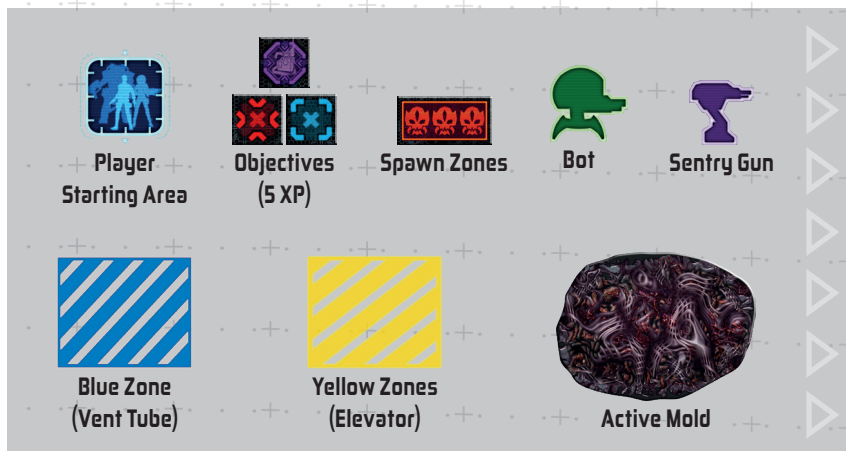 Player
Starting Area
Objectives
(5 XP)
Spawn Zones
Bot
Sentry Gun
Blue Zone
(Vent Tube)
Yellow Zones
(Elevator)
Active Mold